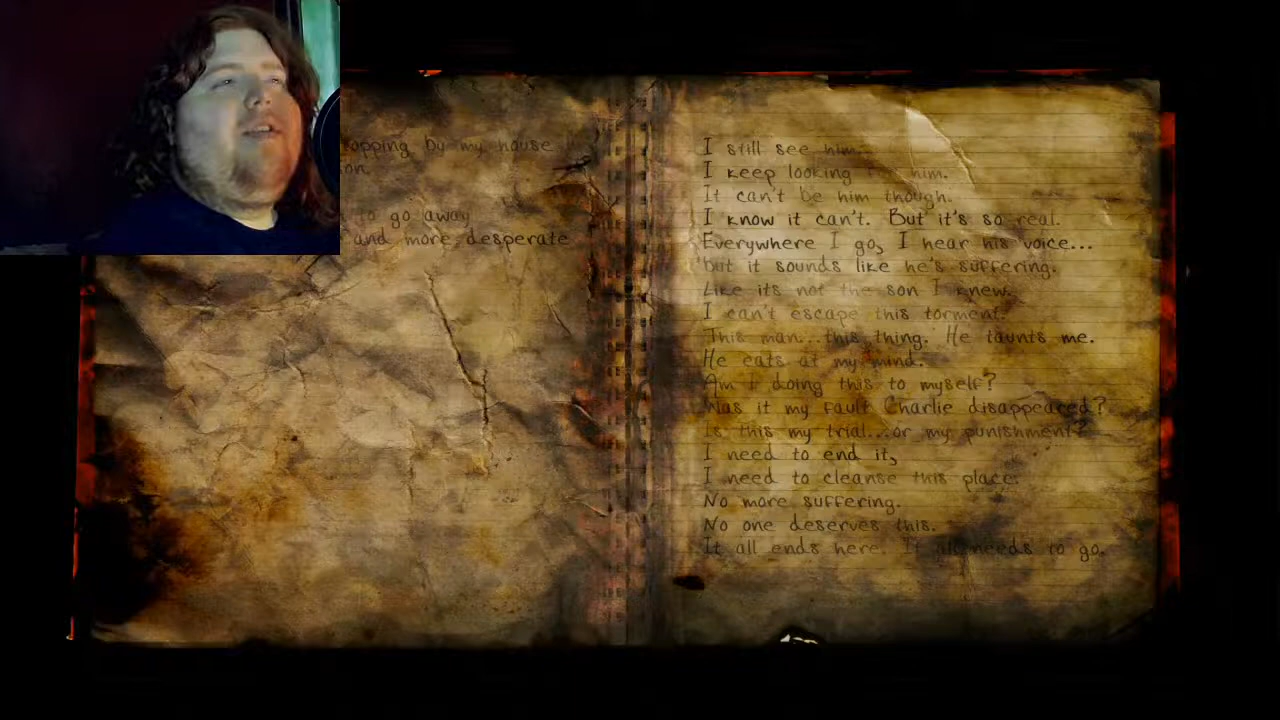 topping by my house
on.
to go away
and more desperate
I still see him.
I keep looking for him.
It can't be him though.
I know it can't. But it's so real.
Everywhere I go, I hear his voice...
but it sounds like he's suffering.
Like its not the son I knew.
I can't escape this torment.
This man...this thing. He taunts me.
He eats at my mind.
Am I doing this to myself?
Was it my fault Charlie disappeared?
Is this my trial...or my punishment?
I need to end it,
I need to cleanse this place.
No more suffering.
No one deserves this.
It all ends here. It all needs to go.